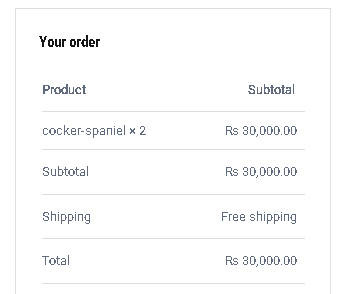 Your order
Product Subtotal
cocker-spaniel × 2 Rs 30,000.00
Subtotal Rs 30,000.00
Shipping Free shipping
Total Rs 30,000.00